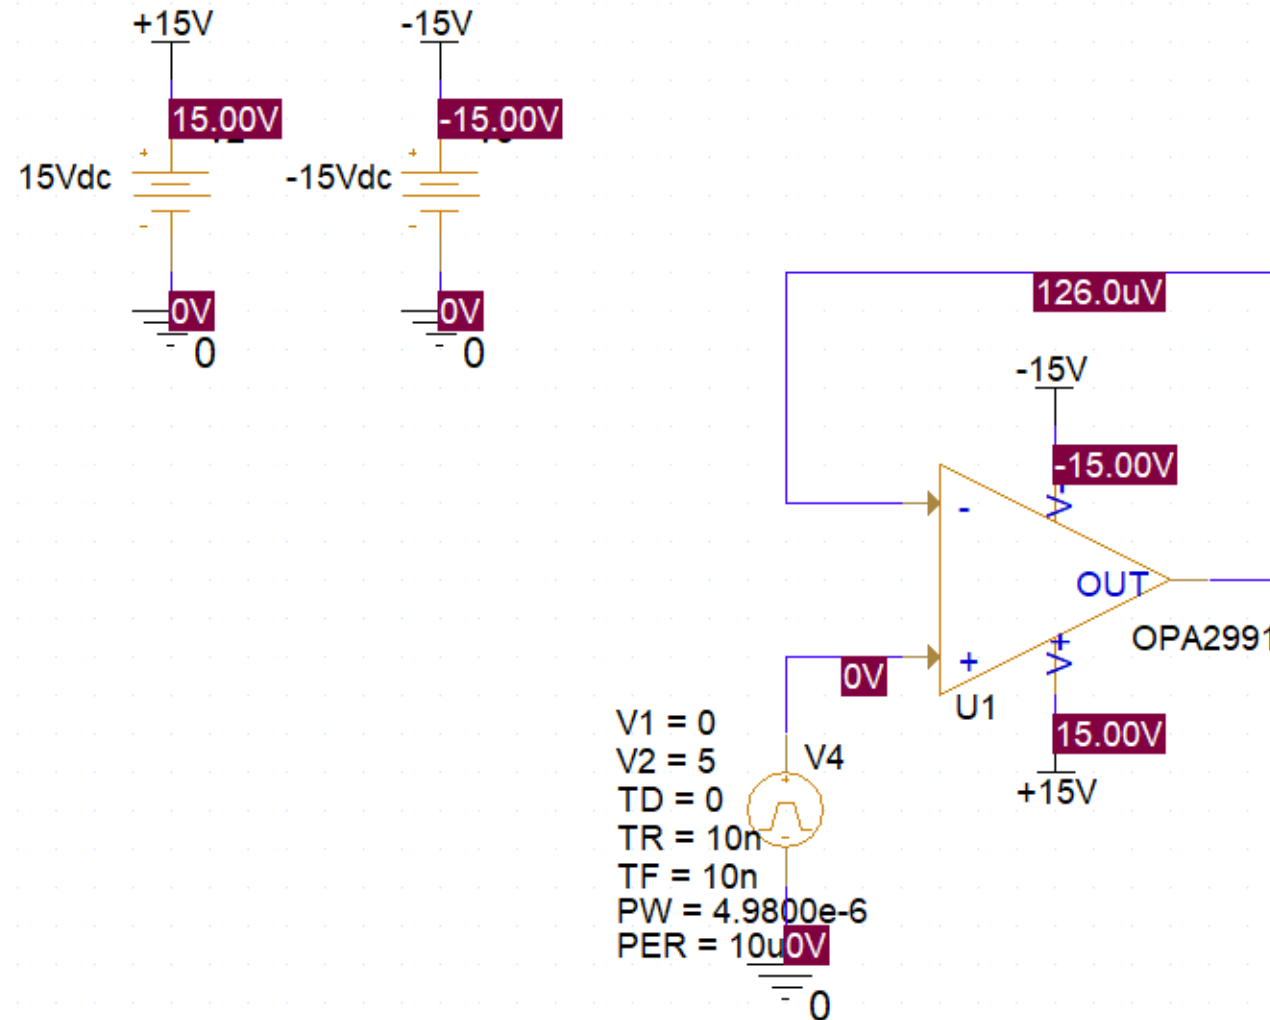 +15V
-15V
15.00V
-15.00V
+
+
15Vdc
-15Vdc
-
-
0V
0V
0
0
126.0uV
-15V
-15.00V
V-
-
OUT
OPA2991
+
V+
0V
U1
15.00V
+15V
V1 = 0
V2 = 5
TD = 0
TR = 10n
TF = 10n
PW = 4.9800e-6
PER = 10u
V4
+
-
0V
0